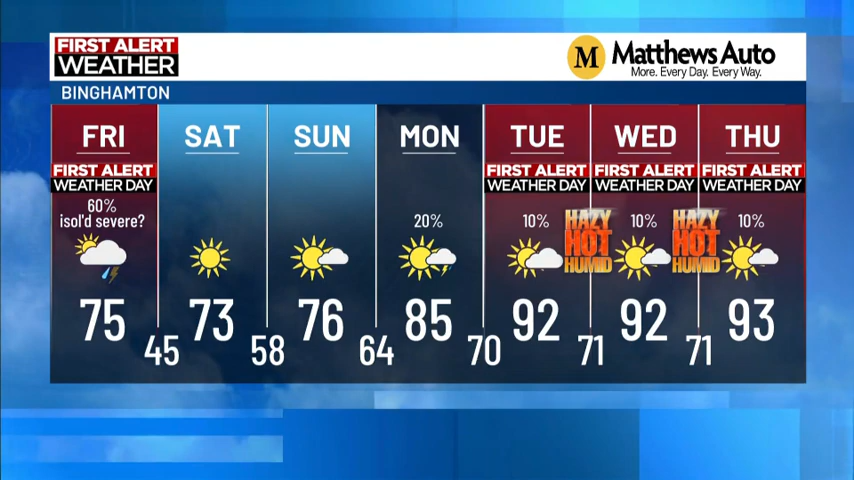 FIRST ALERT
WEATHER
M Matthews Auto
More. Every Day. Every Way.
BINGHAMTON
FRI SAT SUN MON TUE WED THU
FIRST ALERT
WEATHER DAY
FIRST ALERT
WEATHER DAY
FIRST ALERT
WEATHER DAY
FIRST ALERT
WEATHER DAY
60%
isol'd severe?
20%
10%
HAZY
HOT
HUMID
10%
HAZY
HOT
HUMID
10%
75 73 76 85 92 92 93
45 58 64 70 71 71